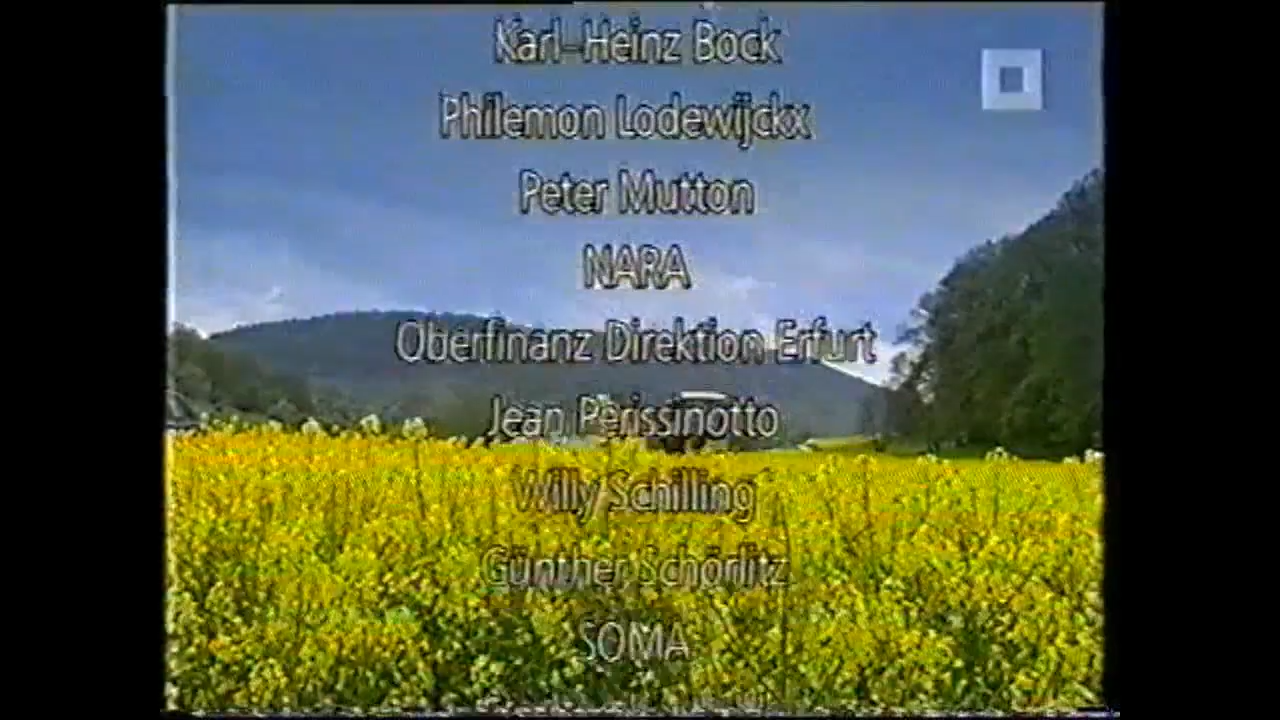 Karl-Heinz Bock
Philemon Lodewijckx
Peter Mutton
NARA
Oberfinanz Direktion Erfurt
Jean Perissinotto
Willy Schilling
Günther Schörlitz
SOMA